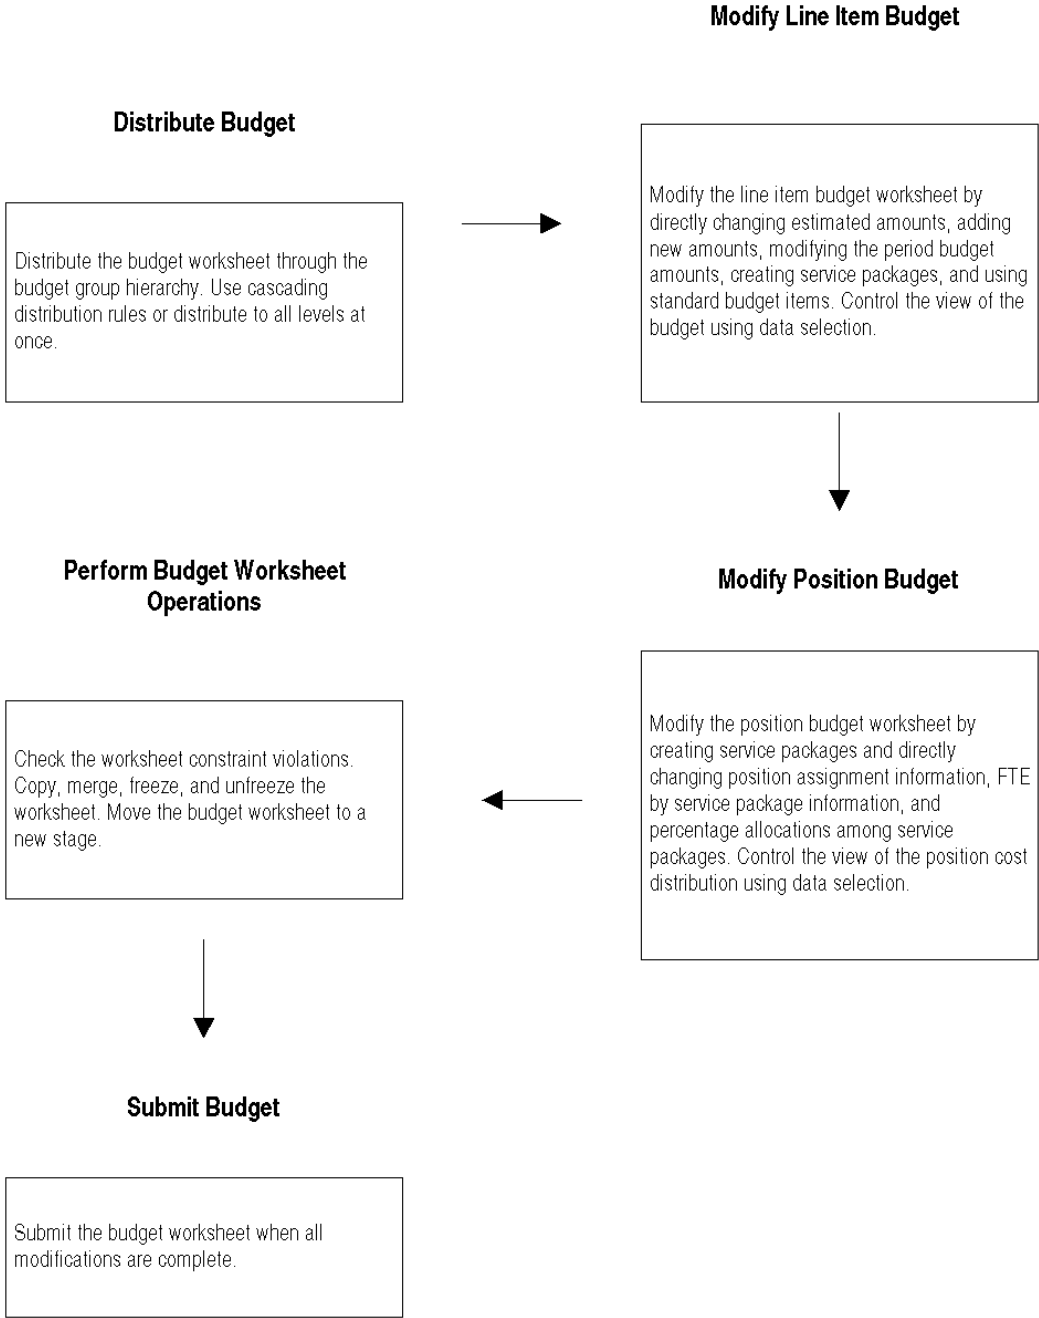 Distribute Budget
Distribute the budget worksheet through the
budget group hierarchy. Use cascading
distribution rules or distribute to all levels at
once.
Modify Line Item Budget
Modify the line item budget worksheet by
directly changing estimated amounts, adding
new amounts, modifying the period budget
amounts, creating service packages, and using
standard budget items. Control the view of the
budget using data selection.
Modify Position Budget
Modify the position budget worksheet by
creating service packages and directly
changing position assignment information, FTE
by service package information, and
percentage allocations among service
packages. Control the view of the position cost
distribution using data selection.
Perform Budget Worksheet
Operations
Check the worksheet constraint violations.
Copy, merge, freeze, and unfreeze the
worksheet. Move the budget worksheet to a
new stage.
Submit Budget
Submit the budget worksheet when all
modifications are complete.